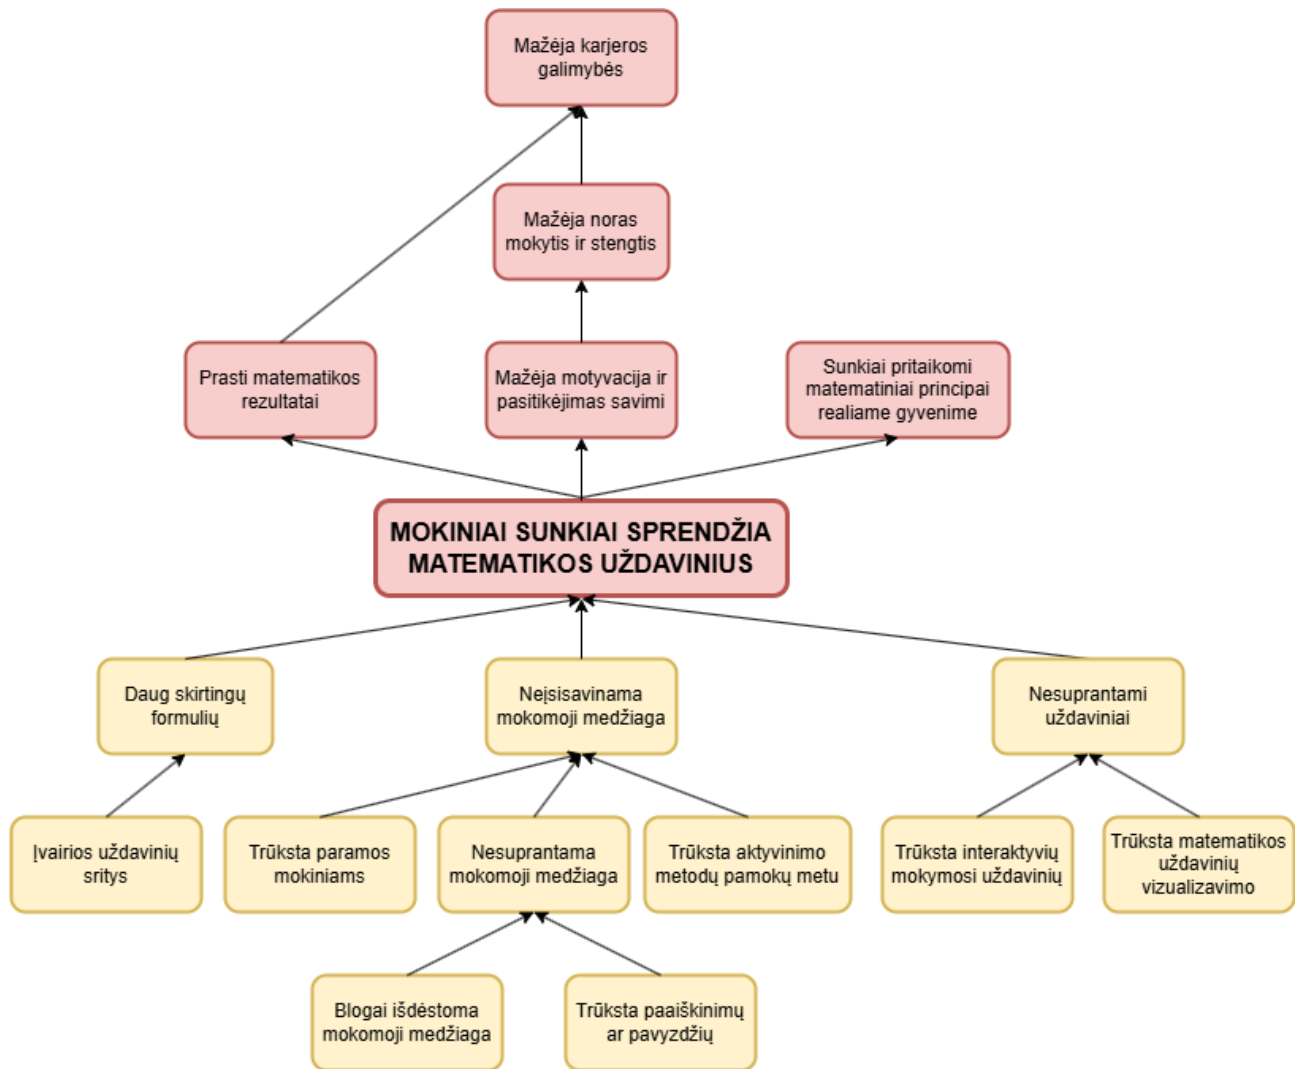 Mažėja karjeros
galimybės
Mažėja noras
mokytis ir stengtis
Prasti matematikos
rezultatai
Mažėja motyvacija ir
pasitikėjimas savimi
Sunkiai pritaikomi
matematiniai principai
realiame gyvenime
MOKINIAI SUNKIAI SPRENDŽIA
MATEMATIKOS UŽDAVINIUS
Daug skirtingų
formulių
Neįsisavinama
mokomoji medžiaga
Nesuprantami
uždaviniai
Įvairios uždavinių
sritys
Trūksta paramos
mokiniams
Nesuprantama
mokomoji medžiaga
Trūksta aktyvinimo
metodų pamokų metu
Trūksta interaktyvių
mokymosi uždavinių
Trūksta matematikos
uždavinių
vizualizavimo
Blogai išdėstoma
mokomoji medžiaga
Trūksta paaiškinimų
ar pavyzdžių